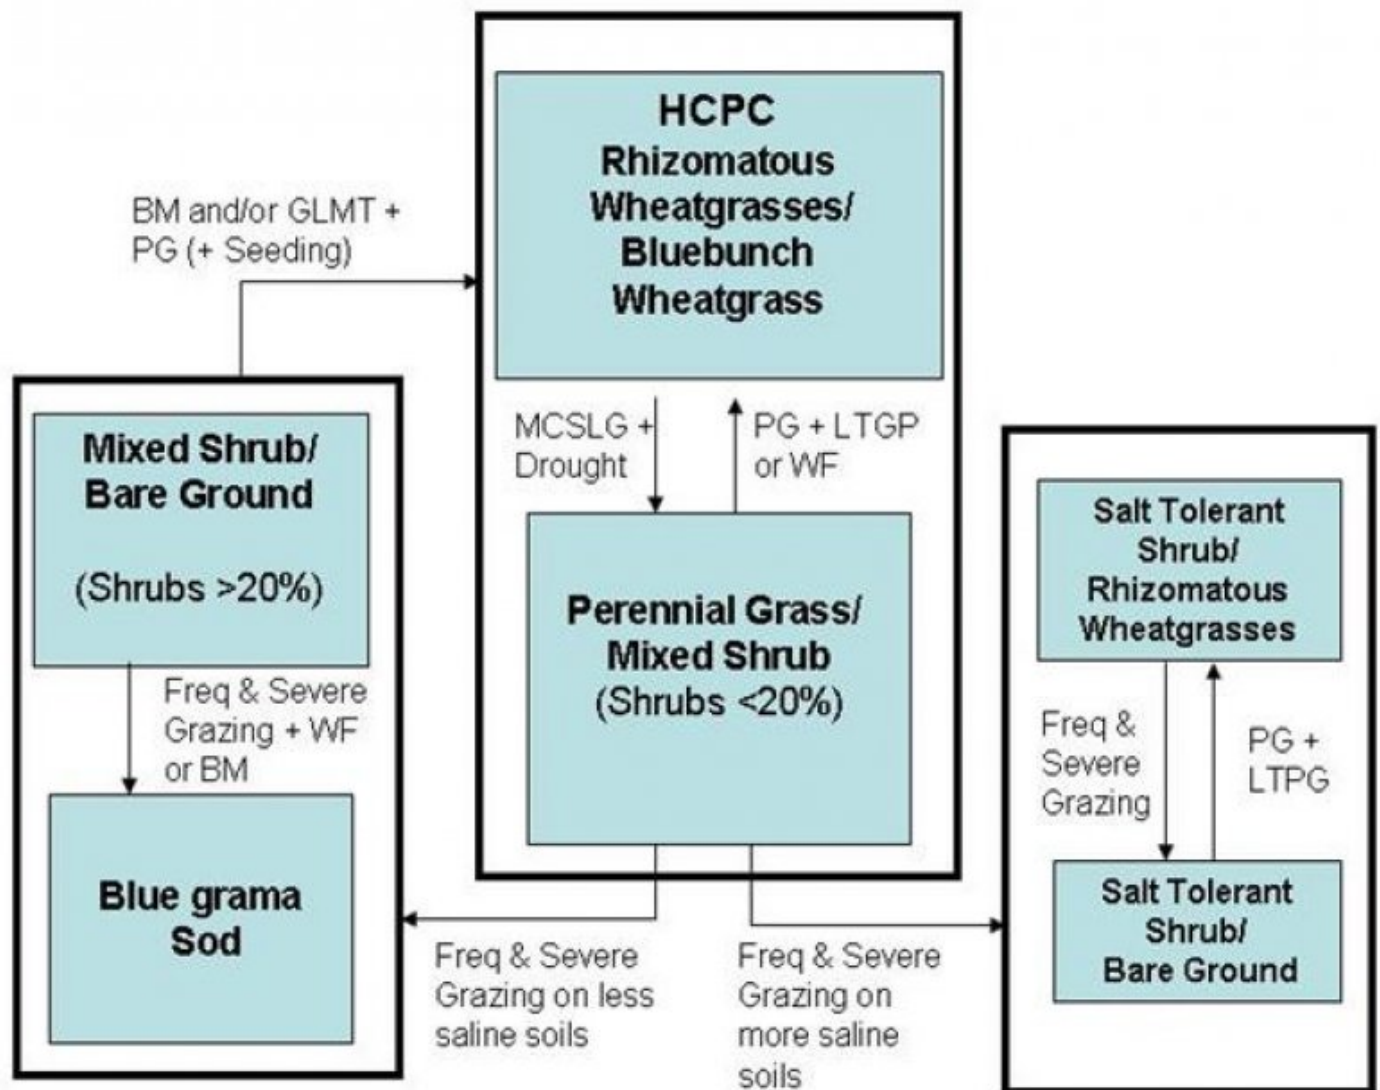 HCPC
Rhizomatous
Wheatgrasses/
Bluebunch
Wheatgrass
BM and/or GLMT +
PG (+ Seeding)
MCSLG +
Drought
PG + LTGP
or WF
Mixed Shrub/
Bare Ground
(Shrubs >20%)
Freq & Severe
Grazing + WF
or BM
Blue grama
Sod
Perennial Grass/
Mixed Shrub
(Shrubs <20%)
Freq & Severe
Grazing on less
saline soils
Freq & Severe
Grazing on
more saline
soils
Salt Tolerant
Shrub/
Rhizomatous
Wheatgrasses
Freq &
Severe
Grazing
PG +
LTPG
Salt Tolerant
Shrub/
Bare Ground